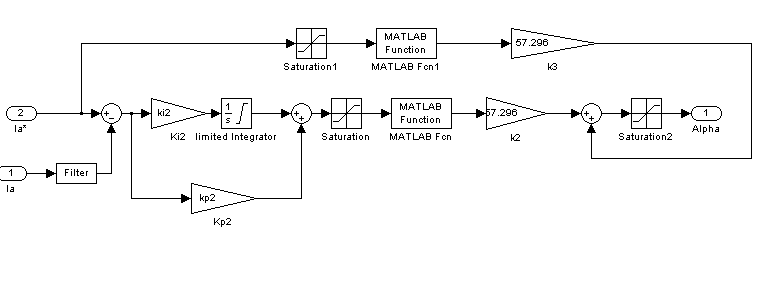 MATLAB
Function
57.296
Saturation1
MATLAB Fcn1
k3
2
Ia*
+
−
ki2
Ki2
1
s
limited Integrator
+
+
Saturation
MATLAB
Function
MATLAB Fcn
57.296
k2
+
+
Saturation2
1
Alpha
1
Ia
Filter
kp2
Kp2